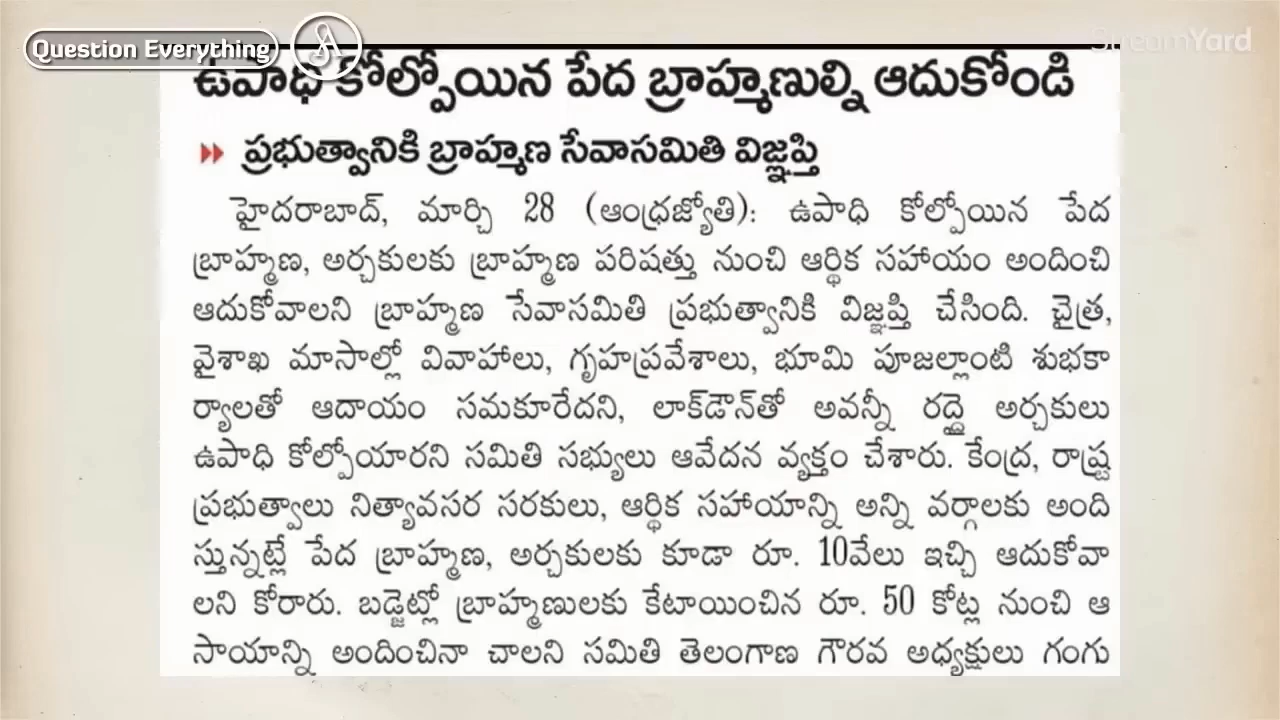 Question Everything
StreamYard
ఉపాధి కోల్పోయిన పేద బ్రాహ్మణుల్ని ఆదుకోండి
ప్రభుత్వానికి బ్రాహ్మణ సేవాసమితి విజ్ఞప్తి
హైదరాబాద్, మార్చి 28 (ఆంధ్రజ్యోతి): ఉపాధి కోల్పోయిన పేద
బ్రాహ్మణ, అర్చకులకు బ్రాహ్మణ పరిషత్తు నుంచి ఆర్థిక సహాయం అందించి
ఆదుకోవాలని బ్రాహ్మణ సేవాసమితి ప్రభుత్వానికి విజ్ఞప్తి చేసింది. చైత్ర,
వైశాఖ మాసాల్లో వివాహాలు, గృహప్రవేశాలు, భూమి పూజల్లాంటి శుభకా
ర్యాలతో ఆదాయం సమకూరేదని, లాక్‌డౌన్‌తో అవన్నీ రద్దై అర్చకులు
ఉపాధి కోల్పోయారని సమితి సభ్యులు ఆవేదన వ్యక్తం చేశారు. కేంద్ర, రాష్ట్ర
ప్రభుత్వాలు నిత్యావసర సరకులు, ఆర్థిక సహాయాన్ని అన్ని వర్గాలకు అంది
స్తున్నట్లే పేద బ్రాహ్మణ, అర్చకులకు కూడా రూ. 10వేలు ఇచ్చి ఆదుకోవా
లని కోరారు. బడ్జెట్లో బ్రాహ్మణులకు కేటాయించిన రూ. 50 కోట్ల నుంచి ఆ
సాయాన్ని అందించినా చాలని సమితి తెలంగాణ గౌరవ అధ్యక్షులు గంగు